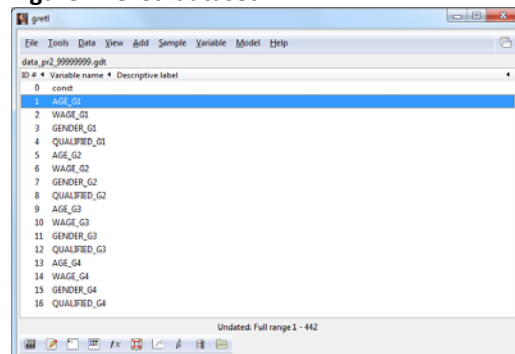 gretl
File Tools Data View Add Sample Variable Model Help
data_pr2_99999999.gdt
ID # Variable name Descriptive label
0 const
1 AGE_G1
2 WAGE_G1
3 GENDER_G1
4 QUALIFIED_G1
5 AGE_G2
6 WAGE_G2
7 GENDER_G2
8 QUALIFIED_G2
9 AGE_G3
10 WAGE_G3
11 GENDER_G3
12 QUALIFIED_G3
13 AGE_G4
14 WAGE_G4
15 GENDER_G4
16 QUALIFIED_G4
Undated: Full range 1 - 442
fx